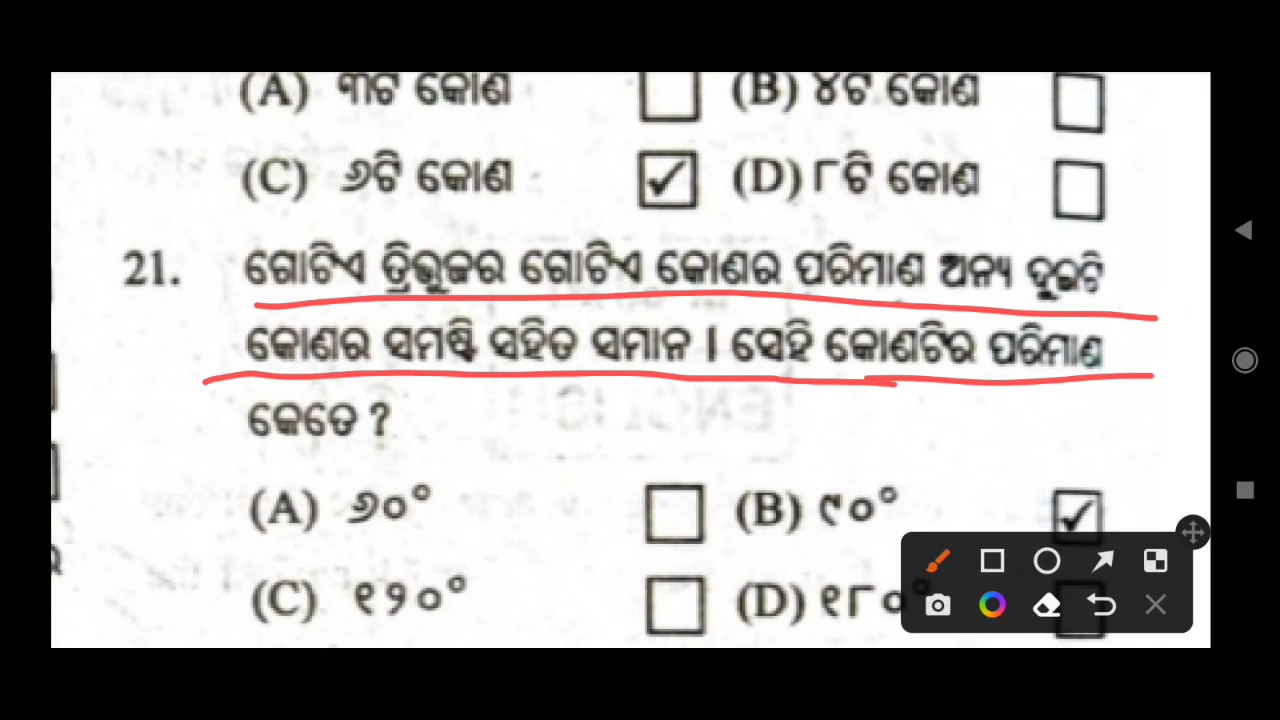 (A) ୩ଟି କୋଣ (B) ୪ଟି କୋଣ
(C) ୬ଟି କୋଣ (D) ୮ଟି କୋଣ
21. ଗୋଟିଏ ତ୍ରିଭୁଜର ଗୋଟିଏ କୋଣର ପରିମାଣ ଅନ୍ୟ ଦୁଇଟି
କୋଣର ସମଷ୍ଟି ସହିତ ସମାନ । ସେହି କୋଣଟିର ପରିମାଣ
କେତେ ?
(A) ୬୦° (B) ୯୦°
(C) ୧୨୦° (D) ୧୮୦°